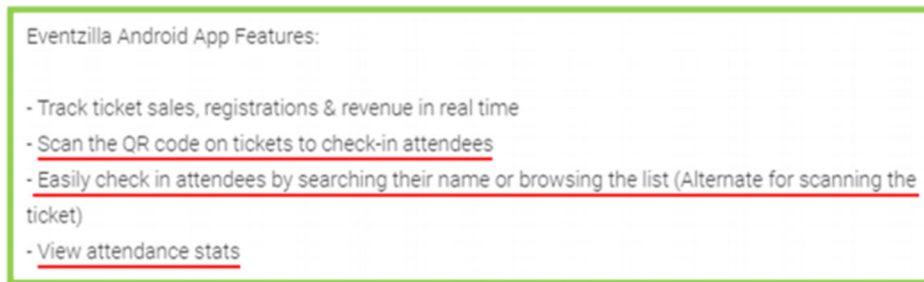 Eventzilla Android App Features:
- Track ticket sales, registrations & revenue in real time
- Scan the QR code on tickets to check-in attendees
- Easily check in attendees by searching their name or browsing the list (Alternate for scanning the
ticket)
- View attendance stats